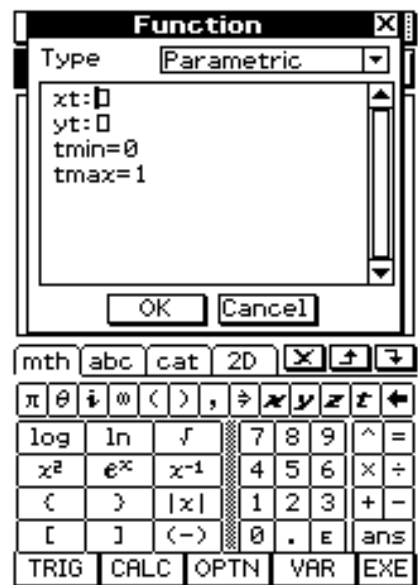 Function X
Type Parametric ▼
xt:□
yt:□
tmin=0
tmax=1
OK Cancel
mth abc cat 2D
π θ i ∞ ( ) , ⇒ x y z t ←
log ln √ 7 8 9 ^ =
x² eˣ x⁻¹ 4 5 6 × ÷
( ) |x| 1 2 3 + −
[ ] (−) 0 . E ans
TRIG CALC OPTN VAR EXE